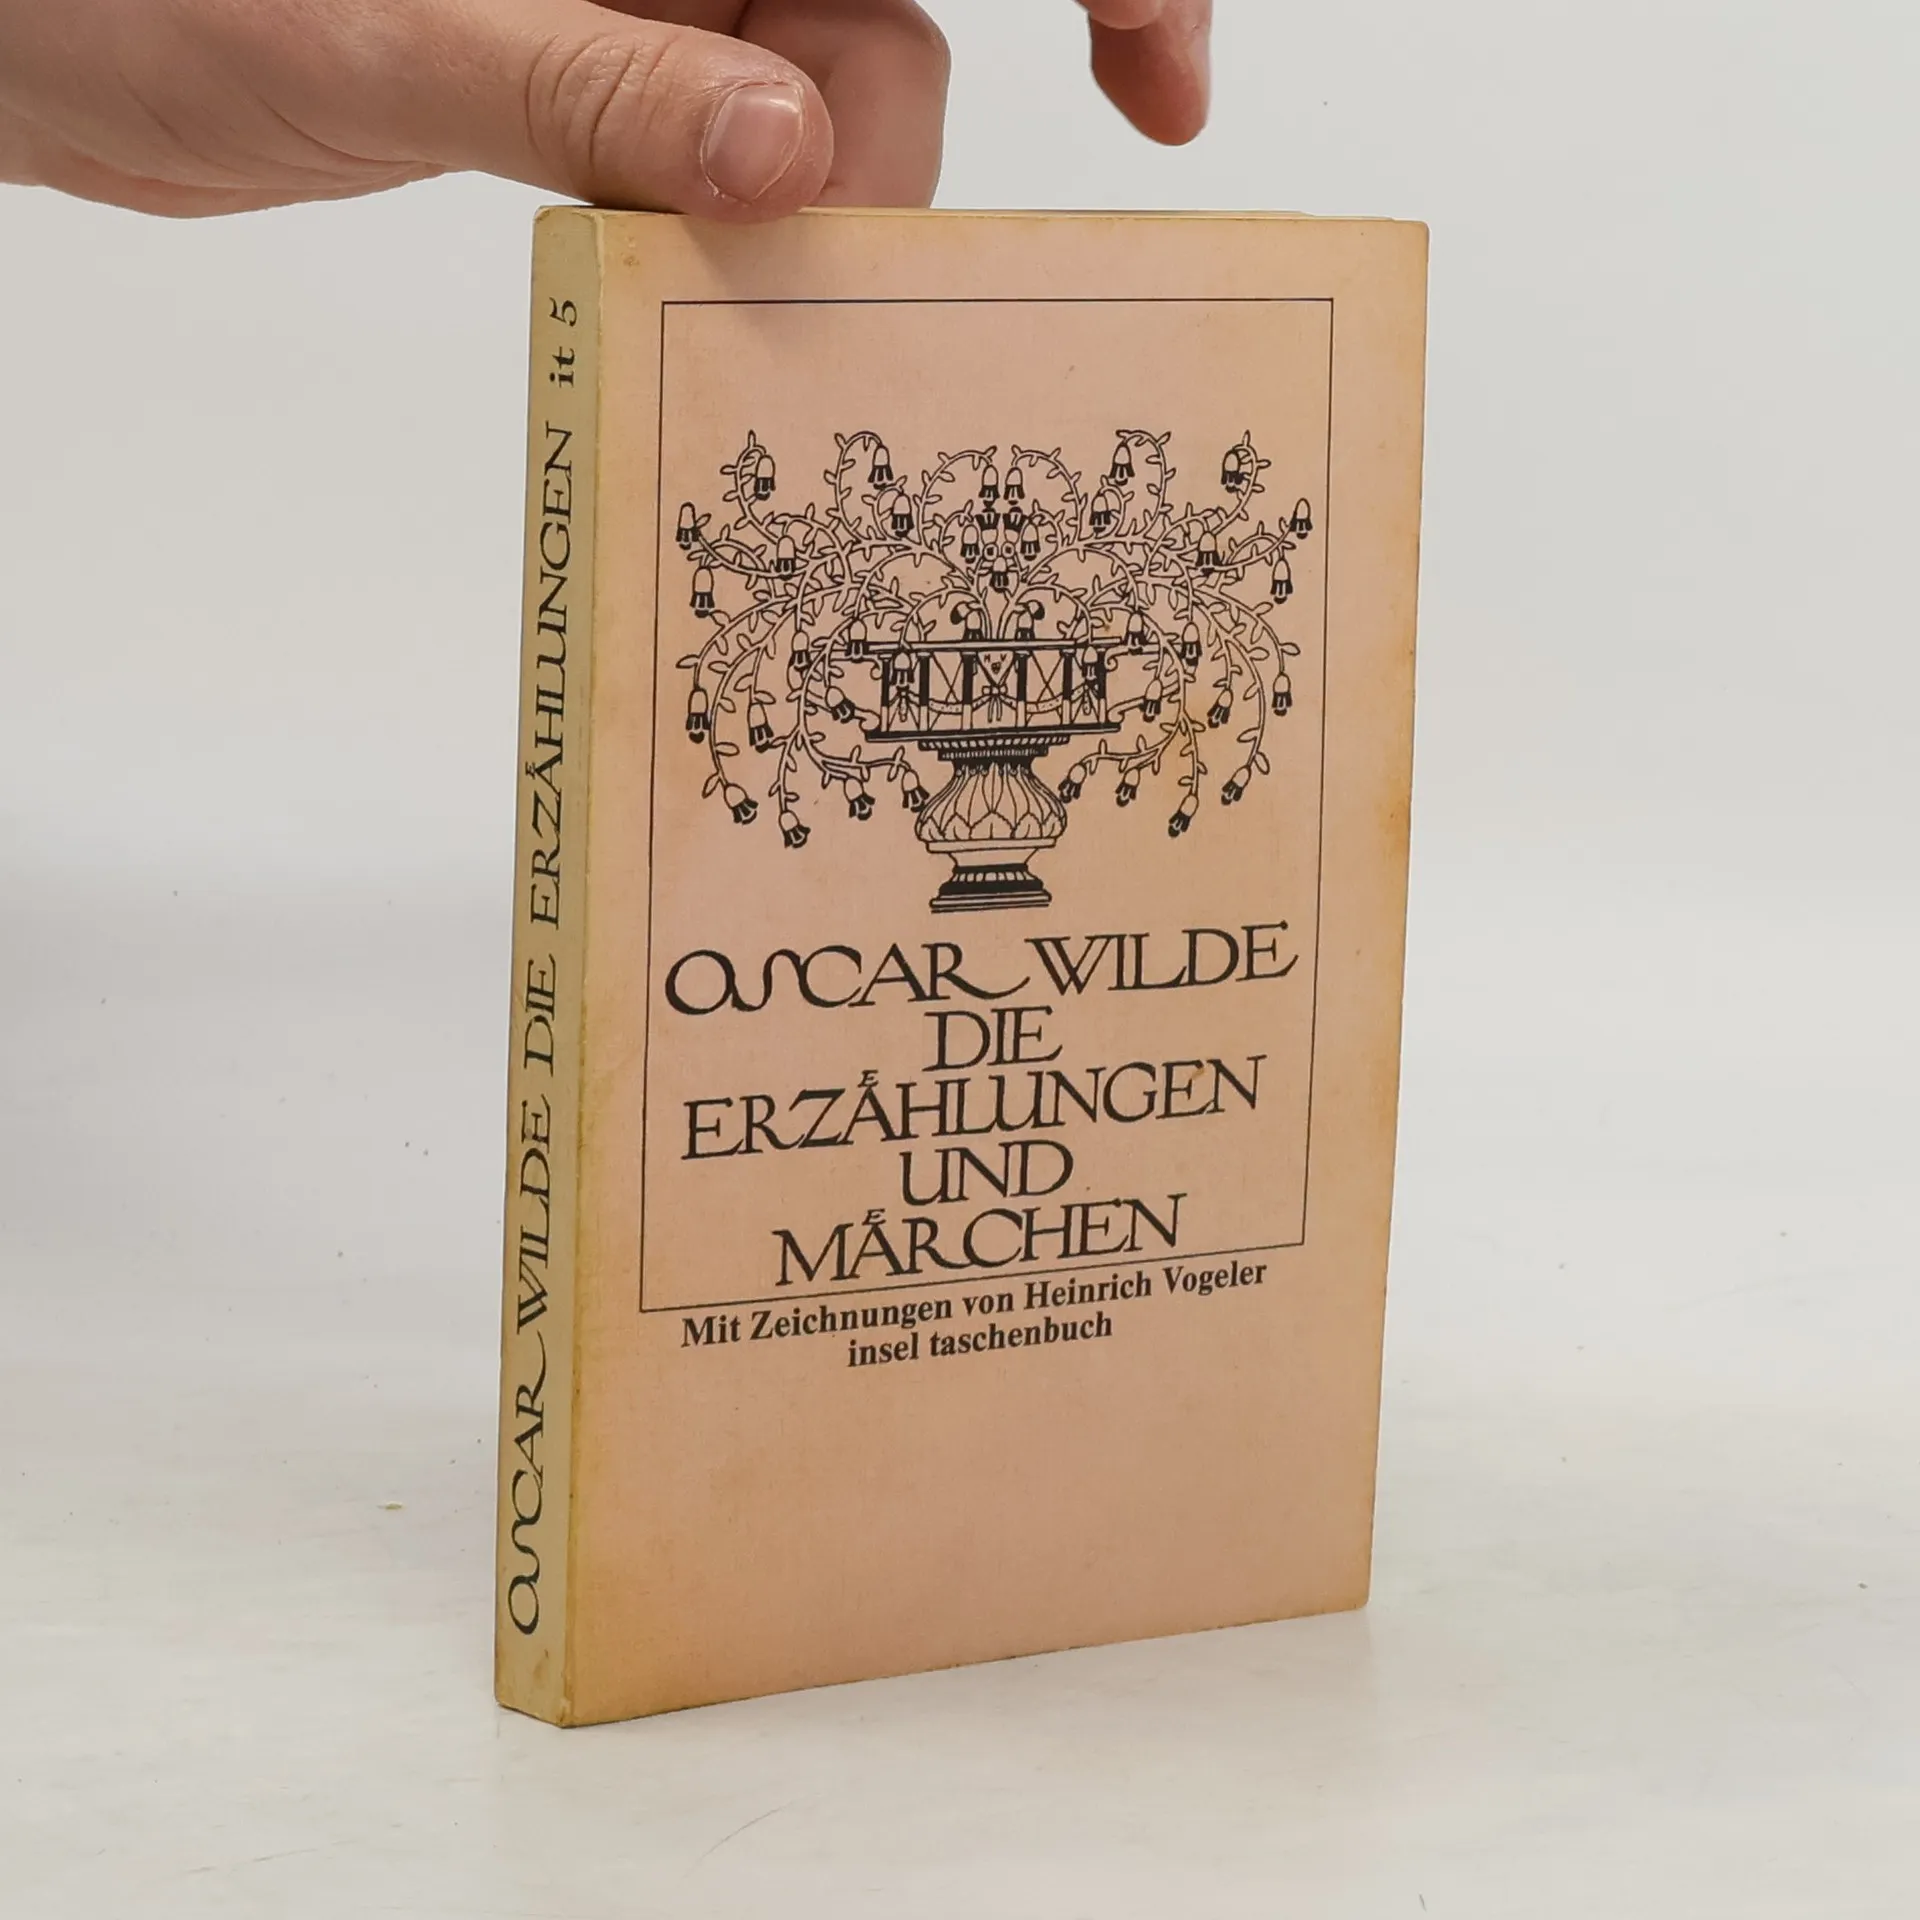 OSCAR WILDE DIE ERZÄHLUNGEN it 5
H V
OSCAR WILDE
DIE
ERZÄHLUNGEN
UND
MÄRCHEN
Mit Zeichnungen von Heinrich Vogeler
insel taschenbuch